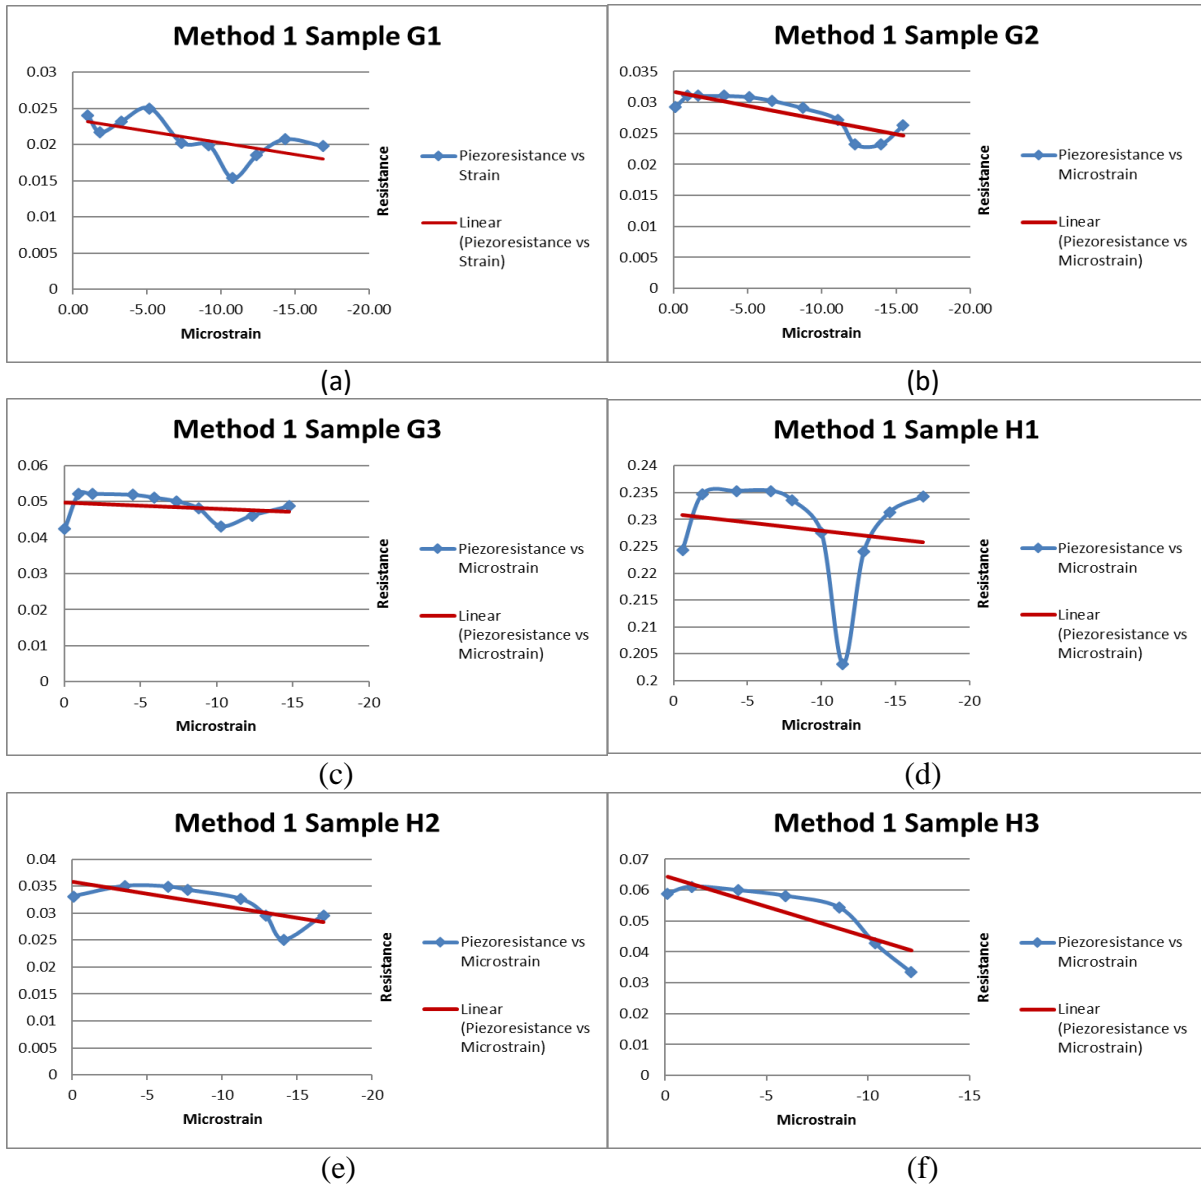 Method 1 Sample G1
0.03
0.025
0.02
0.015
0.01
0.005
0
0.00 -5.00 -10.00 -15.00 -20.00
Microstrain
Resistance
Piezoresistance vs
Strain
Linear
(Piezoresistance vs
Strain)
(a)
Method 1 Sample G2
0.035
0.03
0.025
0.02
0.015
0.01
0.005
0
0.00 -5.00 -10.00 -15.00 -20.00
Microstrain
Resistance
Piezoresistance vs
Microstrain
Linear
(Piezoresistance vs
Microstrain)
(b)
Method 1 Sample G3
0.06
0.05
0.04
0.03
0.02
0.01
0
0 -5 -10 -15 -20
Microstrain
Resistance
Piezoresistance vs
Microstrain
Linear
(Piezoresistance vs
Microstrain)
(c)
Method 1 Sample H1
0.24
0.235
0.23
0.225
0.22
0.215
0.21
0.205
0.2
0 -5 -10 -15 -20
Microstrain
Resistance
Piezoresistance vs
Microstrain
Linear
(Piezoresistance vs
Microstrain)
(d)
Method 1 Sample H2
0.04
0.035
0.03
0.025
0.02
0.015
0.01
0.005
0
0 -5 -10 -15 -20
Microstrain
Resistance
Piezoresistance vs
Microstrain
Linear
(Piezoresistance vs
Microstrain)
(e)
Method 1 Sample H3
0.07
0.06
0.05
0.04
0.03
0.02
0.01
0
0 -5 -10 -15
Microstrain
Resistance
Piezoresistance vs
Microstrain
Linear
(Piezoresistance vs
Microstrain)
(f)